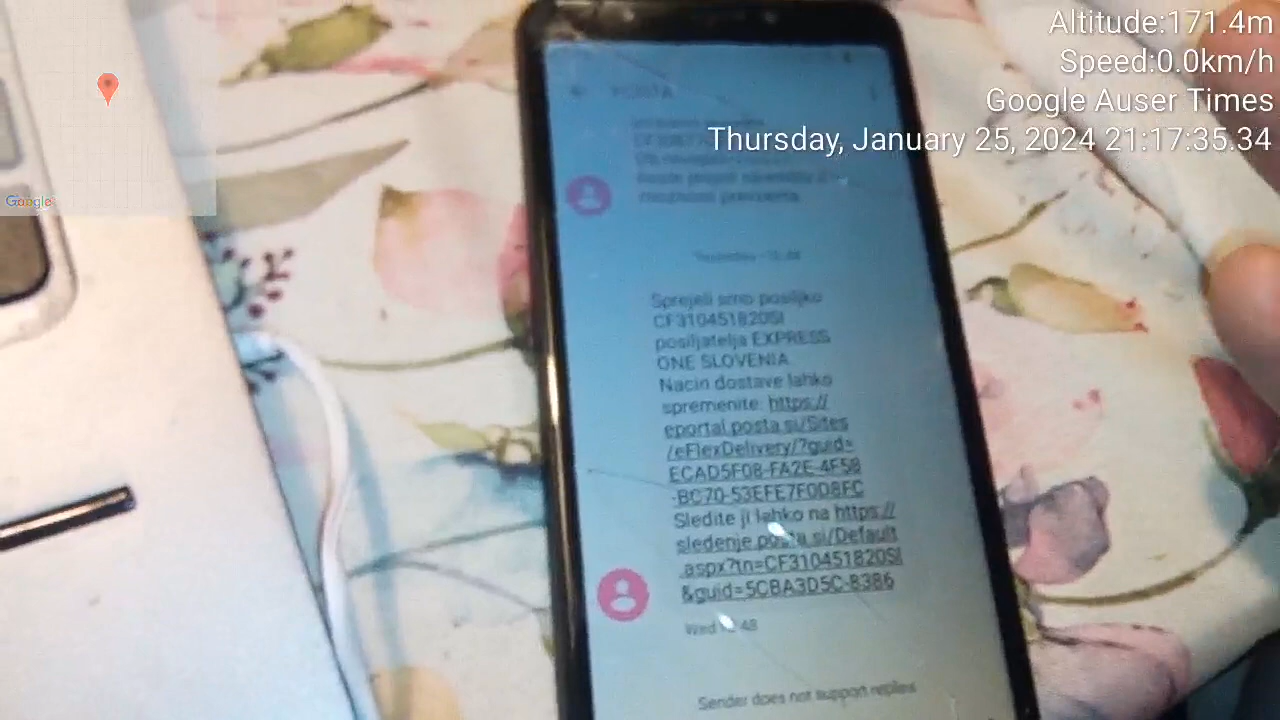 Altitude:171.4m
Speed:0.0km/h
Google Auser Times
Thursday, January 25, 2024 21:17:35.34
Google
POSTA
Sprejeli smo posiljko
CF310451820SI
posiljatelja EXPRESS
ONE SLOVENIA
Nacin dostave lahko
spremenite: https://
eportal.posta.si/Sites
/eFlexDelivery/?guid=
ECAD5F08-FA2E-4F58
-BC70-53EFE7F0D8FC
Sledite ji lahko na https://
sledenje.posta.si/Default
.aspx?tn=CF310451820SI
&guid=5CBA3D5C-8386
Wed 48
Sender does not support replies